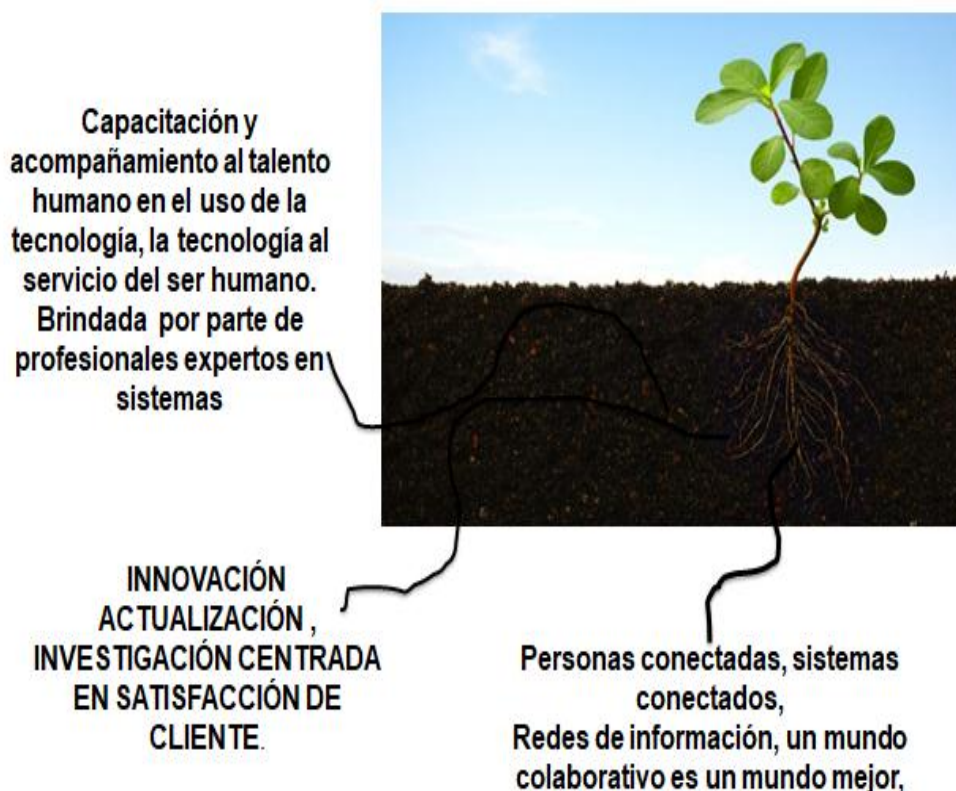 Capacitación y
acompañamiento al talento
humano en el uso de la
tecnología, la tecnología al
servicio del ser humano.
Brindada por parte de
profesionales expertos en
sistemas
INNOVACIÓN
ACTUALIZACIÓN ,
INVESTIGACIÓN CENTRADA
EN SATISFACCIÓN DE
CLIENTE.
Personas conectadas, sistemas
conectados,
Redes de información, un mundo
colaborativo es un mundo mejor,